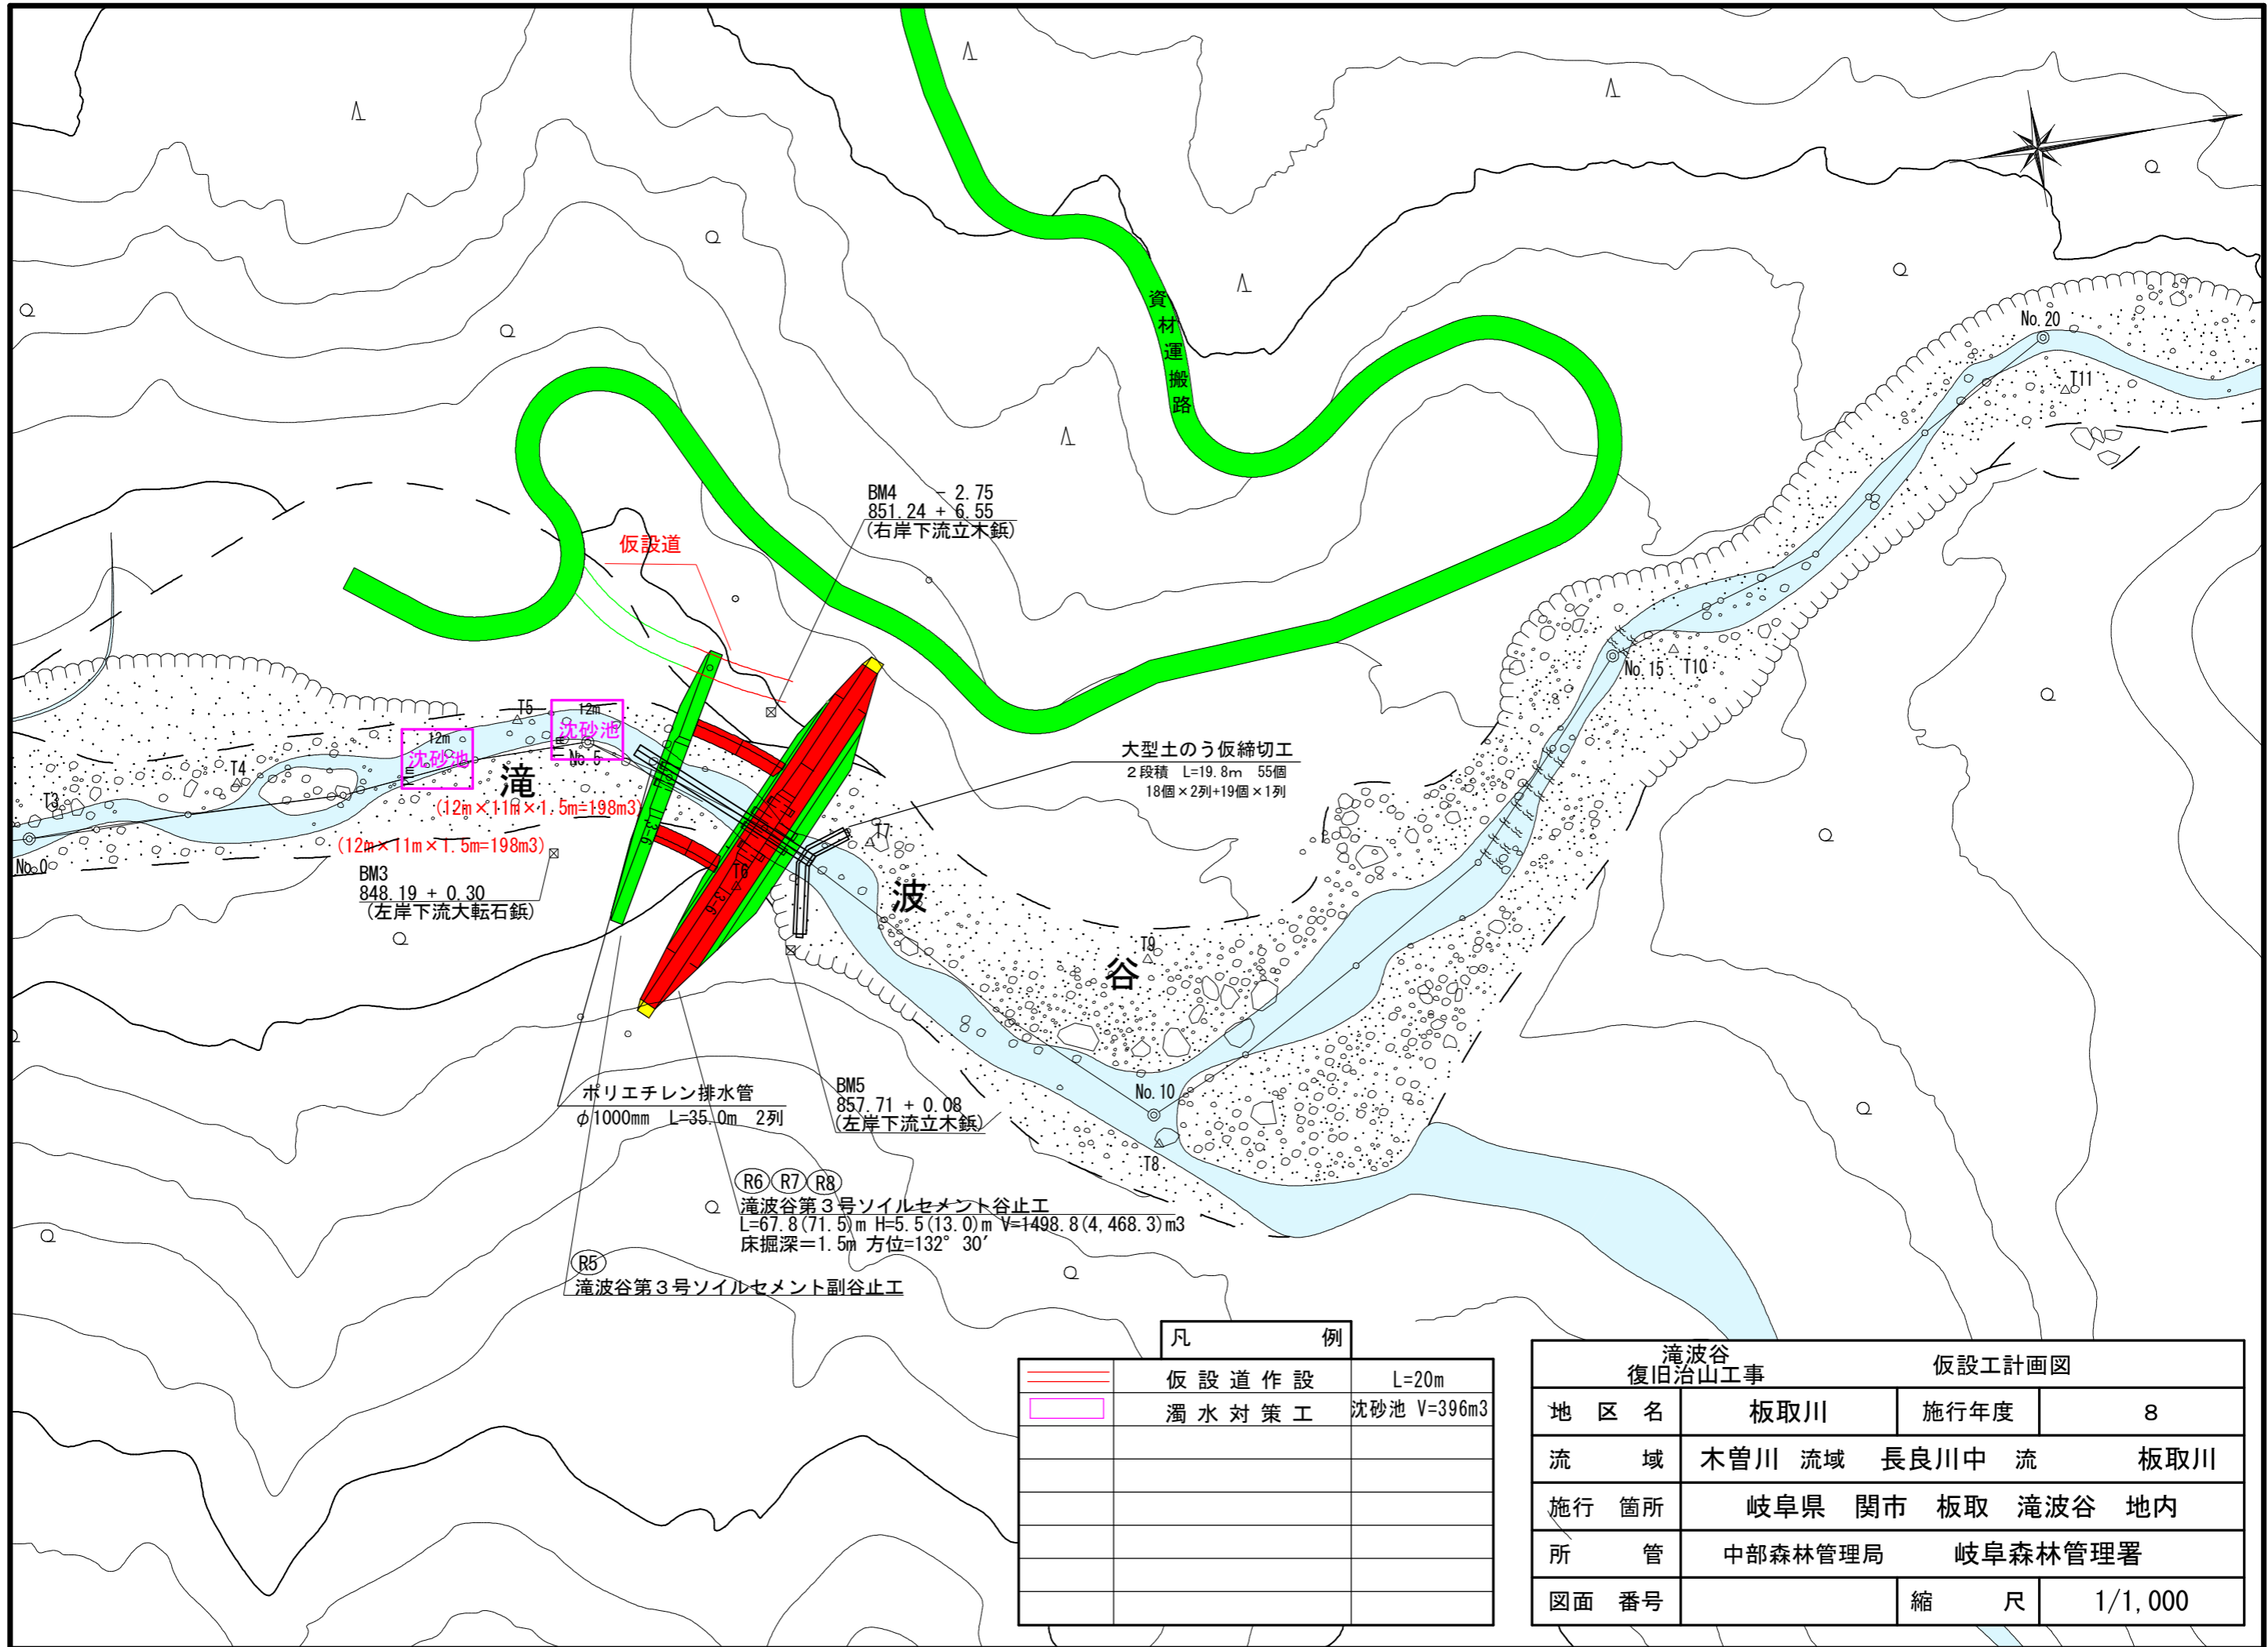 資材運搬路
No.20
T11
BM4 - 2.75
851.24 + 6.55
(右岸下流立木鋲)
仮設道
No.15
T10
T5
12m
沈砂池
No.5
12m
沈砂池
11m
T4
T3
No.0
滝
波
谷
(12m×11m×1.5m=198m3)
(12m×11m×1.5m=198m3)
BM3
848.19 + 0.30
(左岸下流大転石鋲)
大型土のう仮締切工
2段積 L=19.8m 55個
18個×2列+19個×1列
T7
T6
13-6
13-6
T9
No.10
T8
ポリエチレン排水管
φ1000mm L=35.0m 2列
BM5
857.71 + 0.08
(左岸下流立木鋲)
R6 R7 R8
滝波谷第3号ソイルセメント谷止工
L=67.8(71.5)m H=5.5(13.0)m V=1498.8(4,468.3)m3
床掘深=1.5m 方位=132° 30′
R5
滝波谷第3号ソイルセメント副谷止工
凡 例
仮設道作設 L=20m
濁水対策工 沈砂池 V=396m3
滝波谷
復旧治山工事 仮設工計画図
地区名 板取川 施行年度 8
流域 木曽川 流域 長良川中 流 板取川
施行箇所 岐阜県 関市 板取 滝波谷 地内
所管 中部森林管理局 岐阜森林管理署
図面番号 縮尺 1/1,000